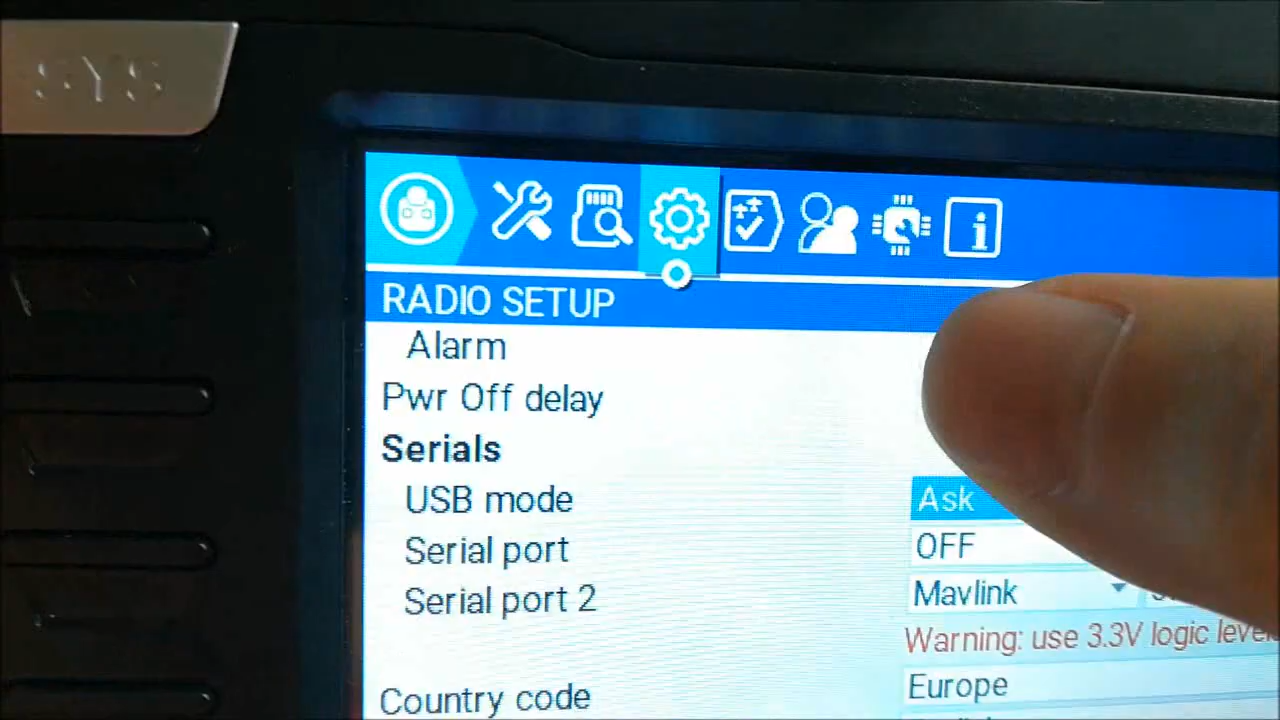 SYS
RADIO SETUP
Alarm
Pwr Off delay
Serials
USB mode Ask
Serial port OFF
Serial port 2 Mavlink
Warning: use 3.3V logic
Country code Europe